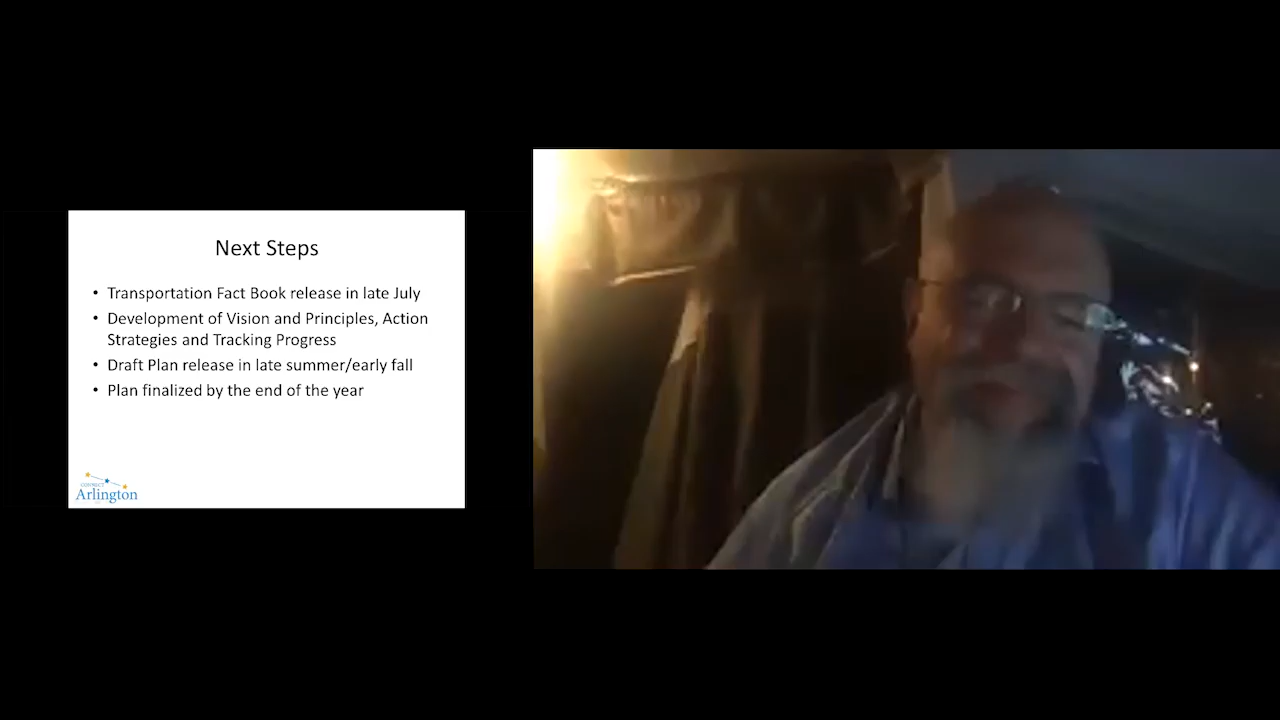 Next Steps
• Transportation Fact Book release in late July
• Development of Vision and Principles, Action
Strategies and Tracking Progress
• Draft Plan release in late summer/early fall
• Plan finalized by the end of the year
CONNECT
Arlington